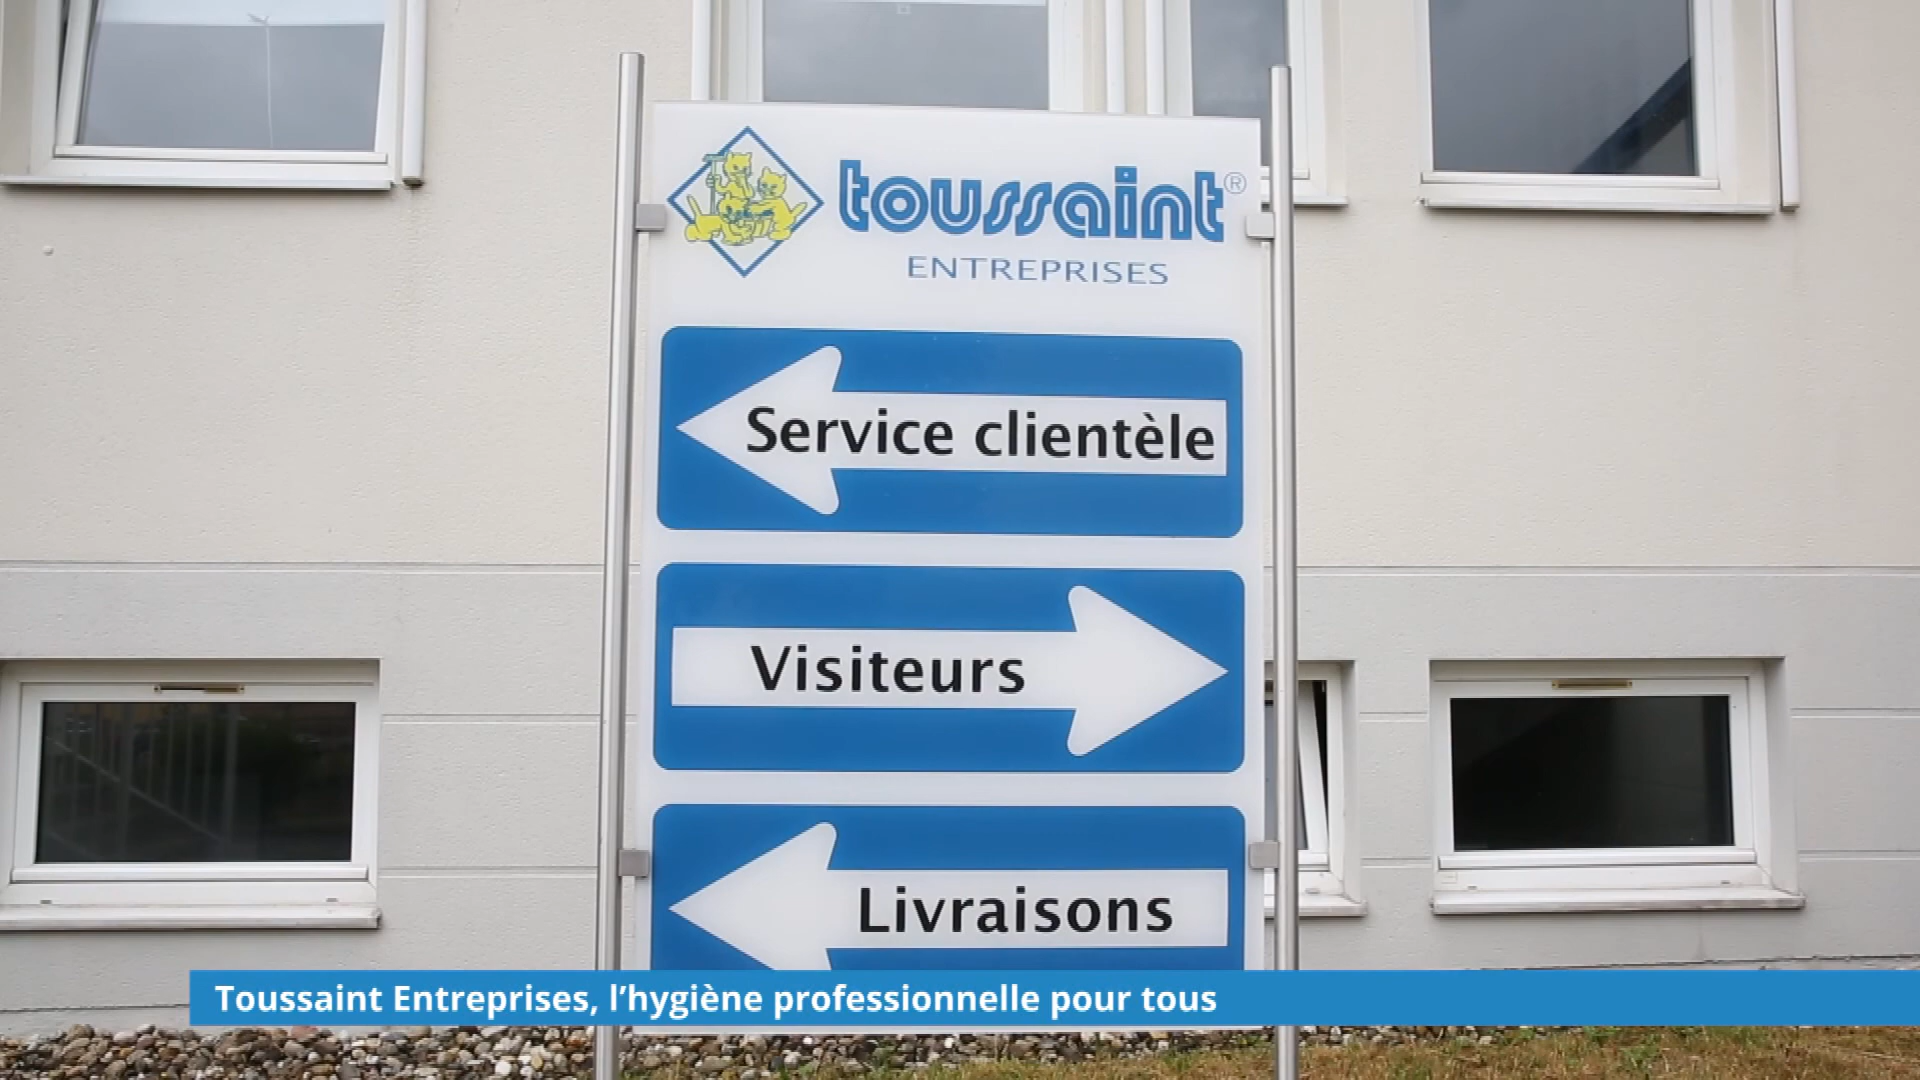 toussaint®
ENTREPRISES
Service clientèle
Visiteurs
Livraisons
Toussaint Entreprises, l’hygiène professionnelle pour tous